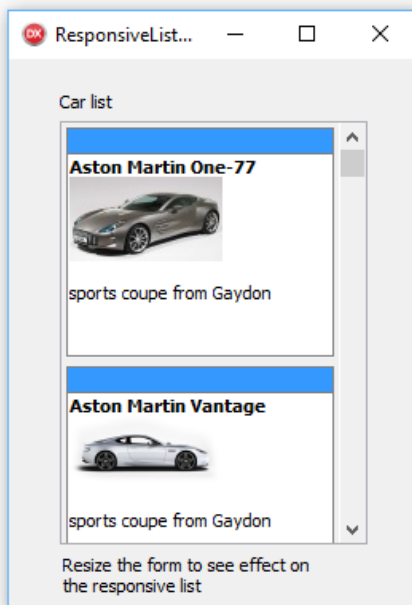 DX ResponsiveList...
Car list
Aston Martin One-77
sports coupe from Gaydon
Aston Martin Vantage
sports coupe from Gaydon
Resize the form to see effect on
the responsive list